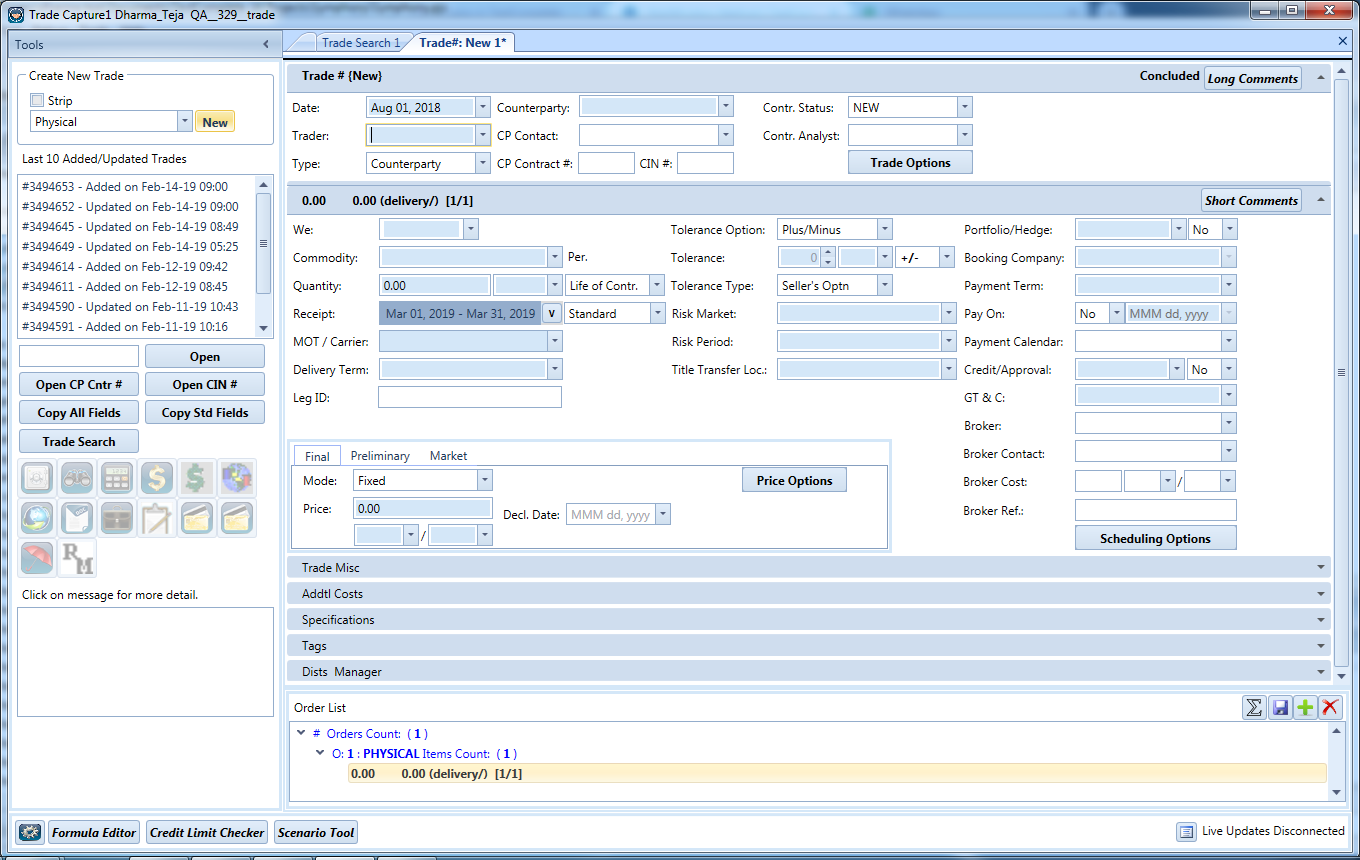 Trade Capture1 Dharma_Teja QA__329__trade
Tools
Create New Trade
Strip
Physical
New
Last 10 Added/Updated Trades
#3494653 - Added on Feb-14-19 09:00
#3494652 - Updated on Feb-14-19 09:00
#3494645 - Updated on Feb-14-19 08:49
#3494649 - Updated on Feb-14-19 05:25
#3494614 - Added on Feb-12-19 09:42
#3494611 - Added on Feb-12-19 08:45
#3494590 - Updated on Feb-11-19 10:43
#3494591 - Added on Feb-11-19 10:16
Open
Open CP Cntr # Open CIN #
Copy All Fields Copy Std Fields
Trade Search
RM
Click on message for more detail.
Trade Search 1 Trade#: New 1*
Trade # {New} Concluded Long Comments
Date: Aug 01, 2018 Counterparty: Contr. Status: NEW
Trader: CP Contact: Contr. Analyst:
Type: Counterparty CP Contract #: CIN #: Trade Options
0.00 0.00 (delivery/) [1/1] Short Comments
We: Tolerance Option: Plus/Minus Portfolio/Hedge: No
Commodity: Per. Tolerance: 0 +/- Booking Company:
Quantity: 0.00 Life of Contr. Tolerance Type: Seller's Optn Payment Term:
Receipt: Mar 01, 2019 - Mar 31, 2019 v Standard Risk Market: Pay On: No MMM dd, yyyy
MOT / Carrier: Risk Period: Payment Calendar:
Delivery Term: Title Transfer Loc.: Credit/Approval: No
Leg ID: GT & C:
Broker:
Broker Contact:
Broker Cost: /
Broker Ref.:
Scheduling Options
Final Preliminary Market
Mode: Fixed Price Options
Price: 0.00 Decl. Date: MMM dd, yyyy
/
Trade Misc
Addtl Costs
Specifications
Tags
Dists Manager
Order List
# Orders Count: ( 1 )
O: 1 : PHYSICAL Items Count: ( 1 )
0.00 0.00 (delivery/) [1/1]
Formula Editor Credit Limit Checker Scenario Tool Live Updates Disconnected